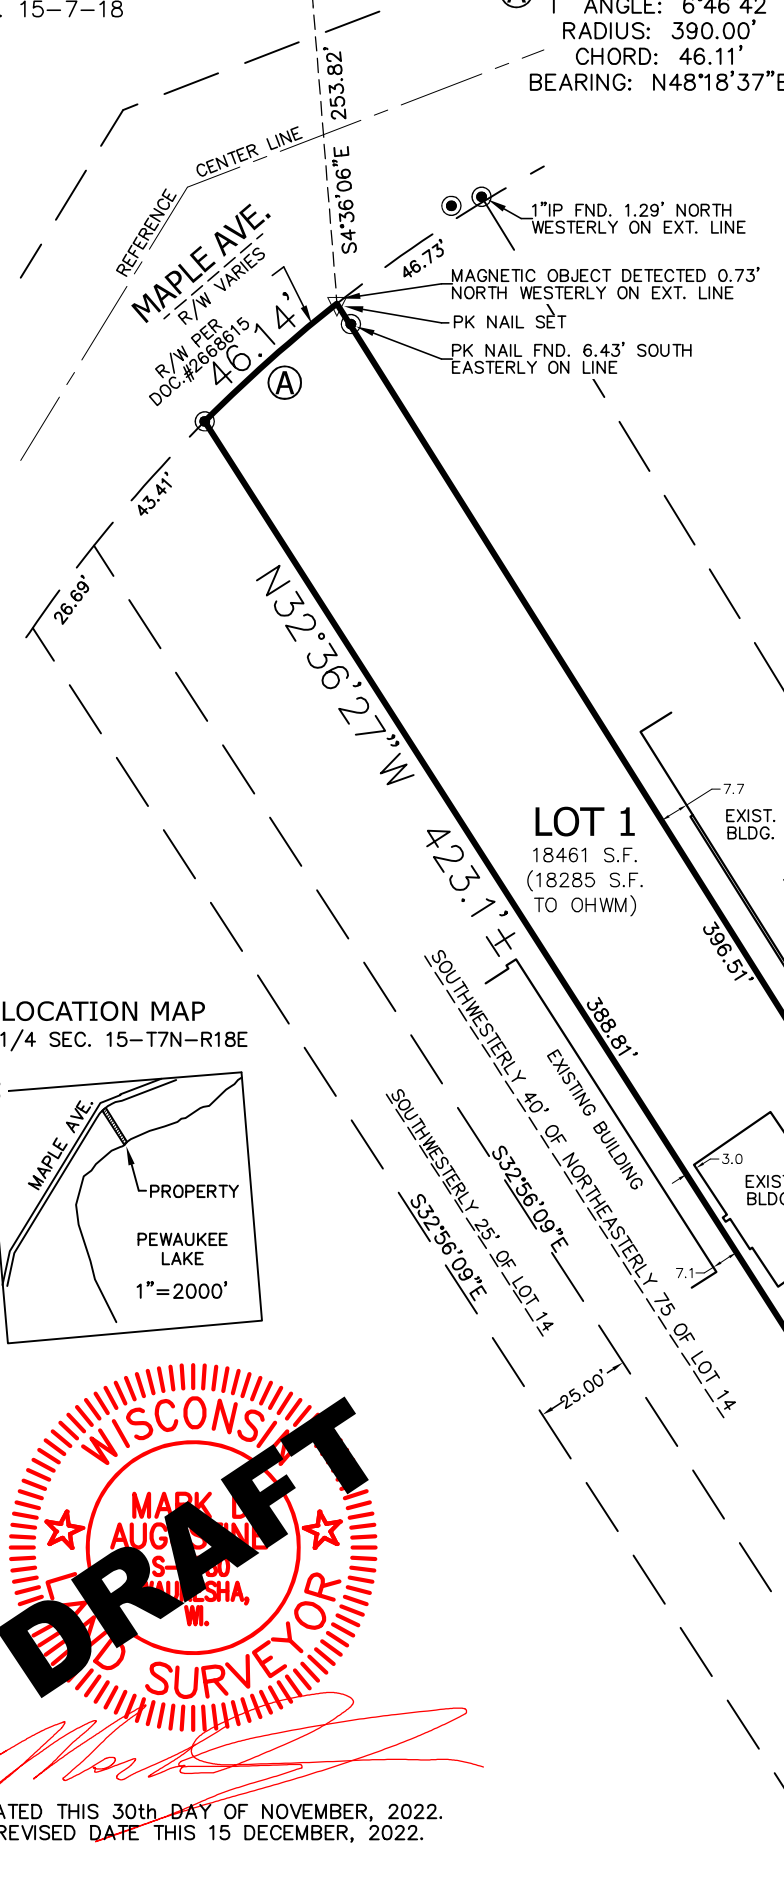 15-7-18
ANGLE: 6°46'42
RADIUS: 390.00'
CHORD: 46.11'
BEARING: N48°18'37"E
S4°36'06"E 253.82'
CENTER LINE
REFERENCE
MAPLE AVE.
R/W VARIES
R/W PER
DOC.#2668615
46.14'
A
46.73'
1"IP FND. 1.29' NORTH
WESTERLY ON EXT. LINE
MAGNETIC OBJECT DETECTED 0.73'
NORTH WESTERLY ON EXT. LINE
PK NAIL SET
PK NAIL FND. 6.43' SOUTH
EASTERLY ON LINE
43.41'
26.69'
N32°36'27"W 423.1'±
7.7
EXIST.
BLDG.
LOT 1
18461 S.F.
(18285 S.F.
TO OHWM)
396.51'
388.81'
SOUTHWESTERLY 40' OF NORTHEASTERLY 75 OF LOT 14
EXISTING BUILDING
3.0
EXIST
BLDG
7.1
S32°56'09"E
SOUTHWESTERLY 25' OF LOT 14
S32°56'09"E
25.00'
LOCATION MAP
1/4 SEC. 15-T7N-R18E
MAPLE AVE.
PROPERTY
PEWAUKEE
LAKE
1"=2000'
WISCONSIN
MARK D
LAND SURVEYOR
WI.
DRAFT
ATED THIS 30th DAY OF NOVEMBER, 2022.
REVISED DATE THIS 15 DECEMBER, 2022.